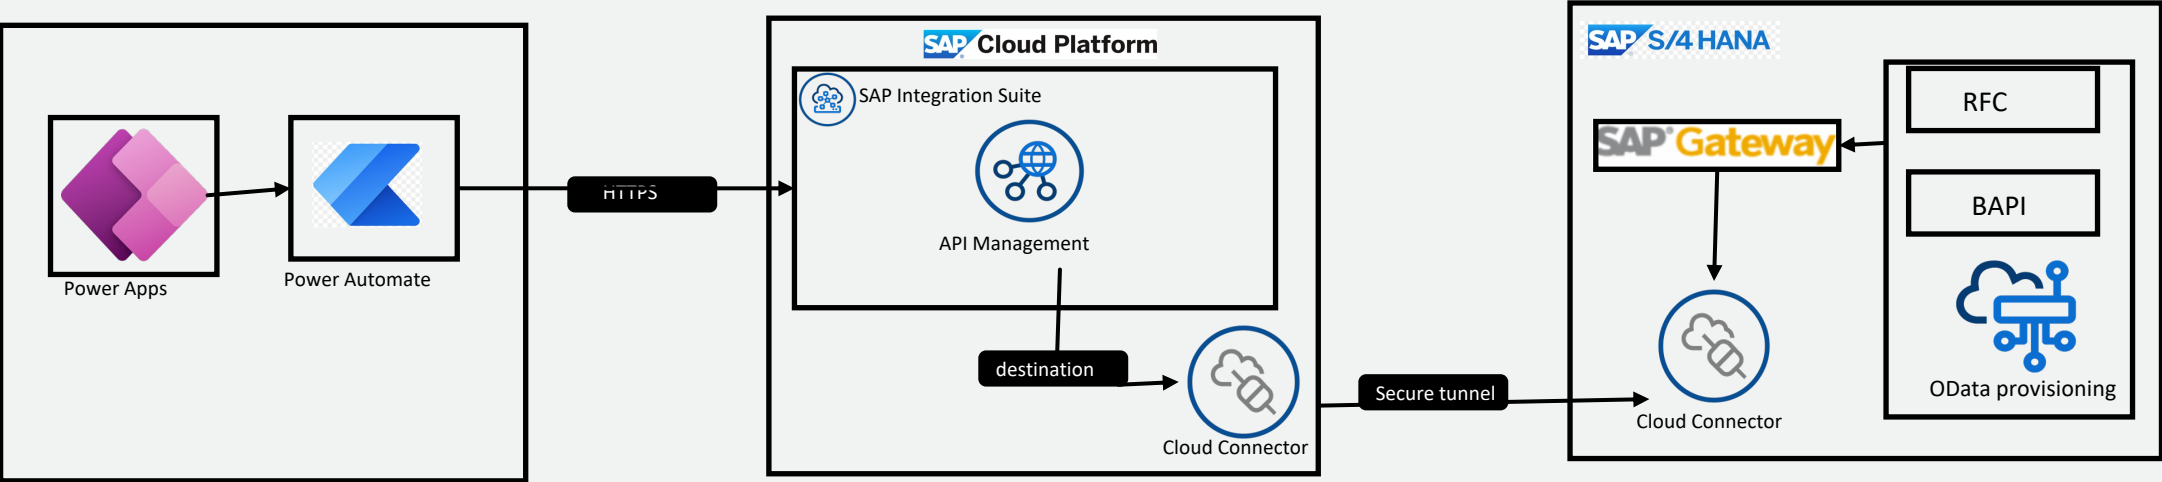 Power Apps
Power Automate
HTTPS
SAP Cloud Platform
SAP Integration Suite
API Management
destination
Cloud Connector
Secure tunnel
SAP S/4 HANA
SAP Gateway
Cloud Connector
RFC
BAPI
OData provisioning